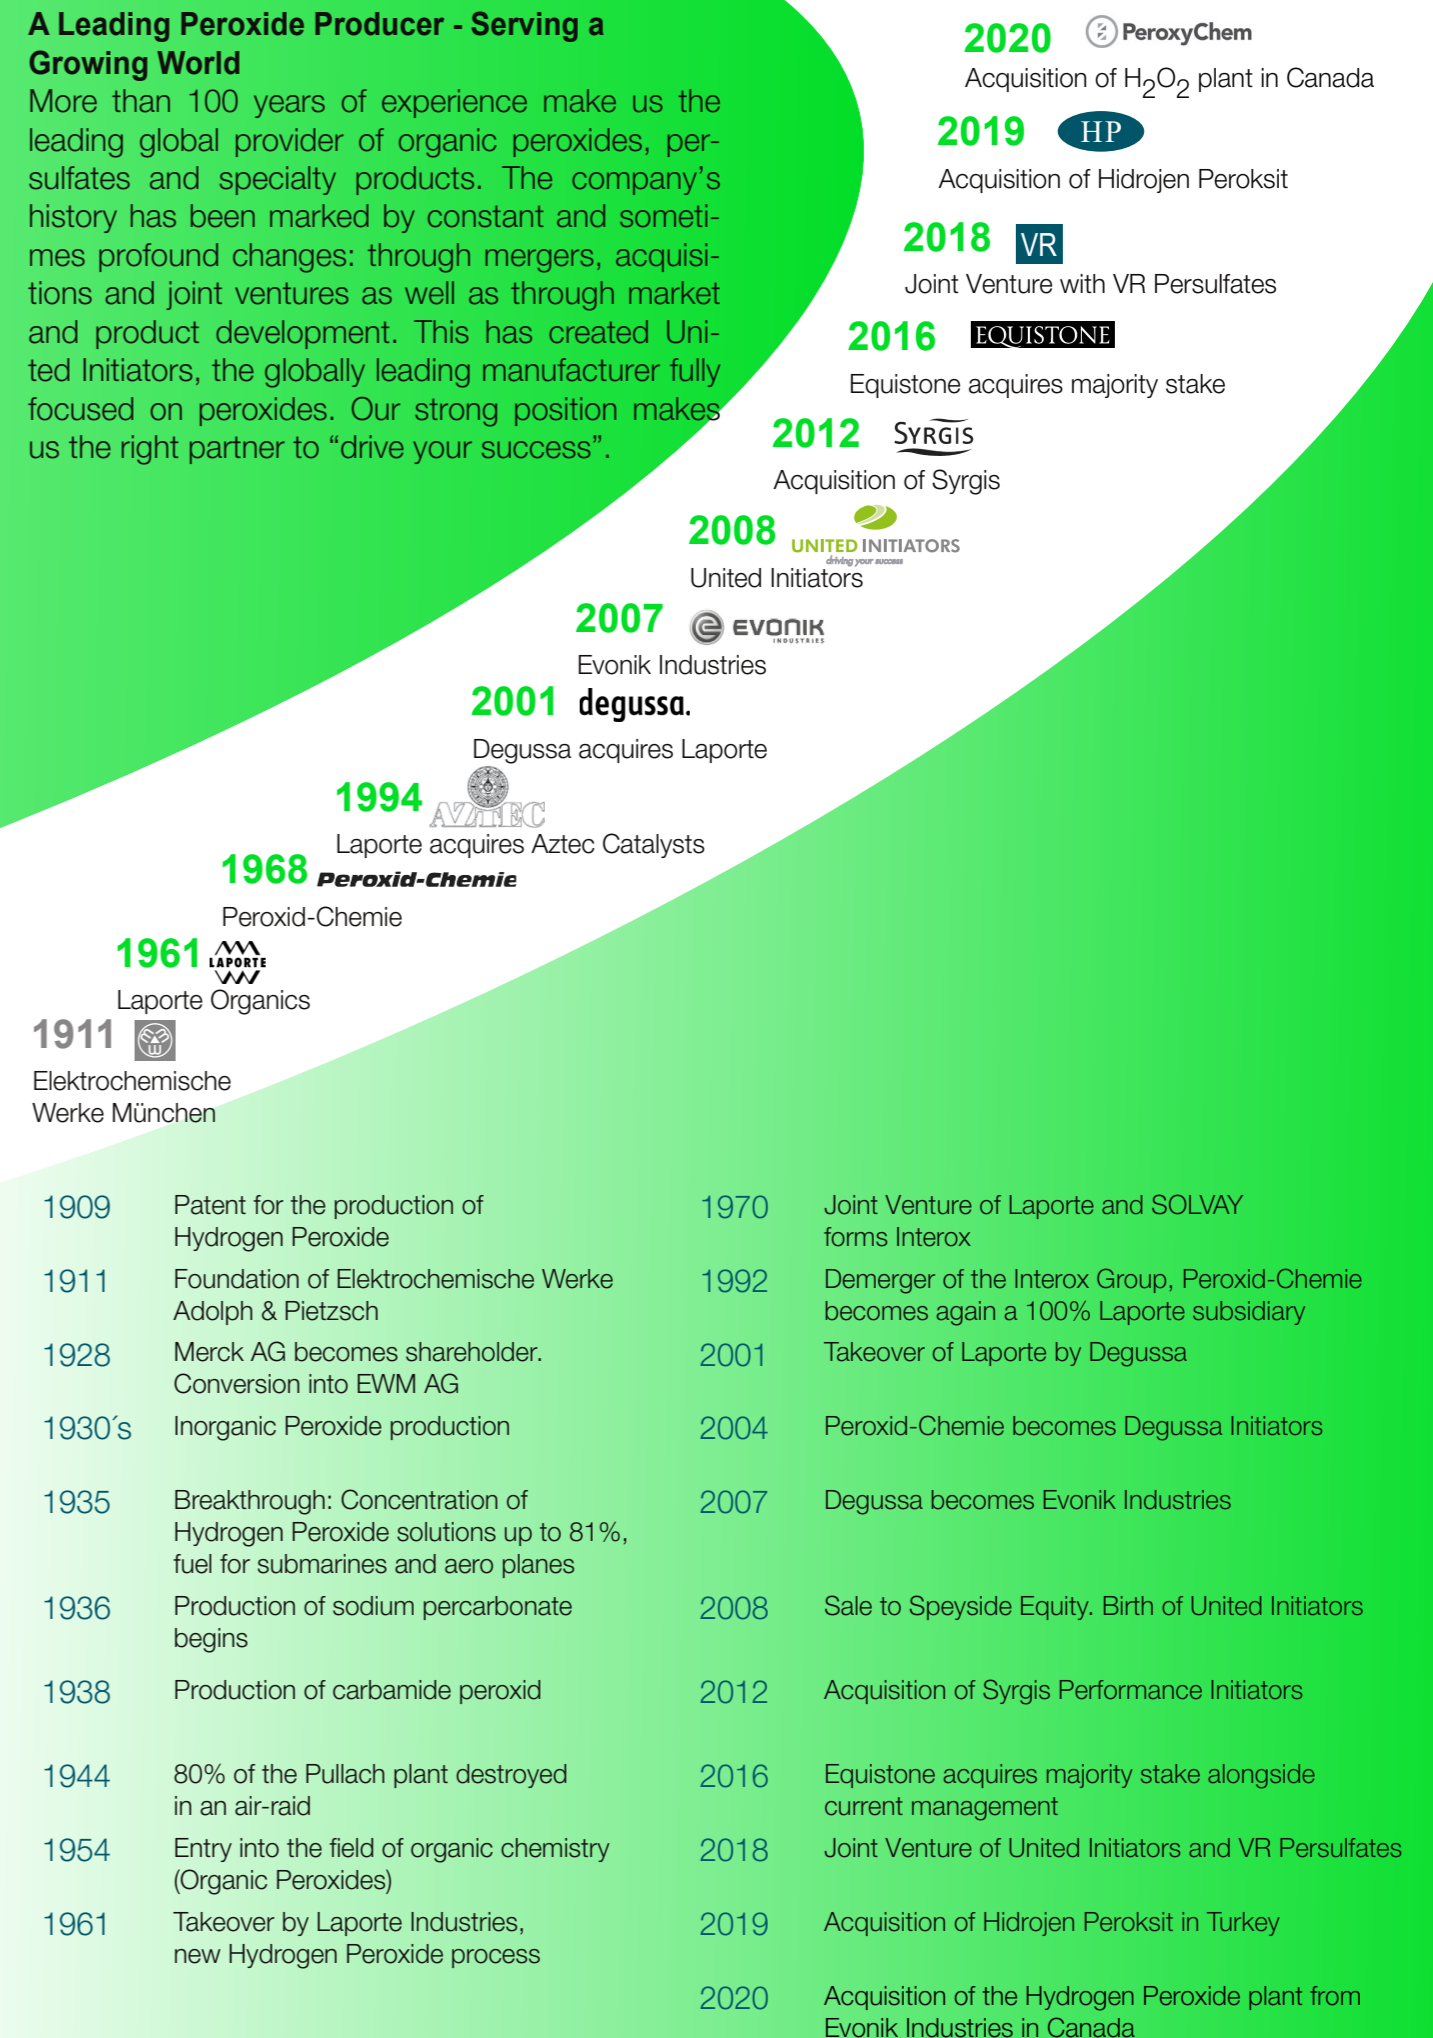 A Leading Peroxide Producer - Serving a
Growing World
More than 100 years of experience make us the
leading global provider of organic peroxides, per-
sulfates and specialty products. The company’s
history has been marked by constant and someti-
mes profound changes: through mergers, acquisi-
tions and joint ventures as well as through market
and product development. This has created Uni-
ted Initiators, the globally leading manufacturer fully
focused on peroxides. Our strong position makes
us the right partner to “drive your success”.
2020 PeroxyChem
Acquisition of H₂O₂ plant in Canada
2019 HP
Acquisition of Hidrojen Peroksit
2018 VR
Joint Venture with VR Persulfates
2016 EQUISTONE
Equistone acquires majority stake
2012 SYRGIS
Acquisition of Syrgis
2008 UNITED INITIATORS
driving your success
United Initiators
2007 EVONIK
INDUSTRIES
Evonik Industries
2001 degussa.
Degussa acquires Laporte
1994 AZTEC
Laporte acquires Aztec Catalysts
1968 Peroxid-Chemie
Peroxid-Chemie
1961 LAPORTE
Laporte Organics
1911
Elektrochemische
Werke München
1909 Patent for the production of
Hydrogen Peroxide
1911 Foundation of Elektrochemische Werke
Adolph & Pietzsch
1928 Merck AG becomes shareholder.
Conversion into EWM AG
1930´s Inorganic Peroxide production
1935 Breakthrough: Concentration of
Hydrogen Peroxide solutions up to 81%,
fuel for submarines and aero planes
1936 Production of sodium percarbonate
begins
1938 Production of carbamide peroxid
1944 80% of the Pullach plant destroyed
in an air-raid
1954 Entry into the field of organic chemistry
(Organic Peroxides)
1961 Takeover by Laporte Industries,
new Hydrogen Peroxide process
1970 Joint Venture of Laporte and SOLVAY
forms Interox
1992 Demerger of the Interox Group, Peroxid-Chemie
becomes again a 100% Laporte subsidiary
2001 Takeover of Laporte by Degussa
2004 Peroxid-Chemie becomes Degussa Initiators
2007 Degussa becomes Evonik Industries
2008 Sale to Speyside Equity. Birth of United Initiators
2012 Acquisition of Syrgis Performance Initiators
2016 Equistone acquires majority stake alongside
current management
2018 Joint Venture of United Initiators and VR Persulfates
2019 Acquisition of Hidrojen Peroksit in Turkey
2020 Acquisition of the Hydrogen Peroxide plant from
Evonik Industries in Canada